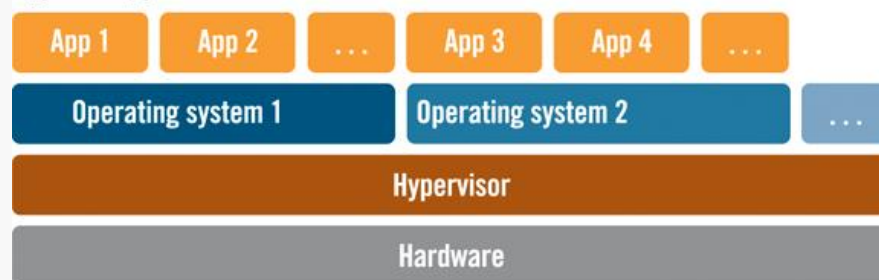 App 1 App 2 ... App 3 App 4 ...
Operating system 1 Operating system 2 ...
Hypervisor
Hardware